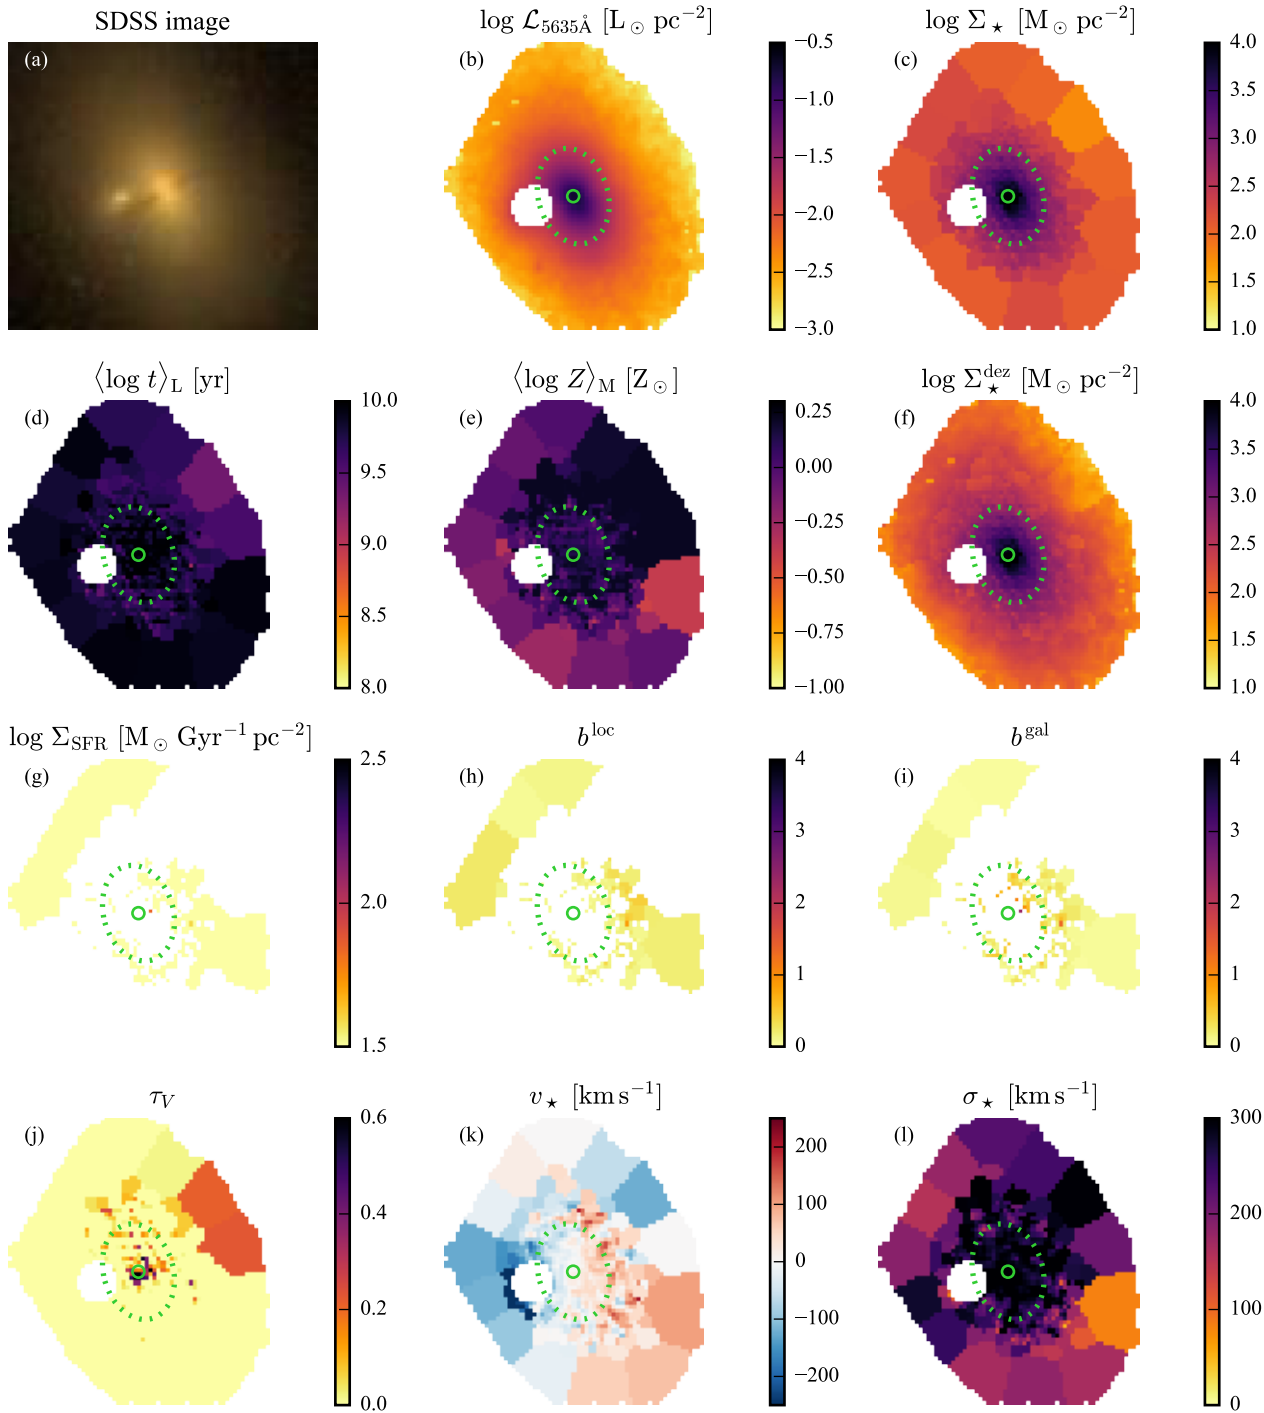 SDSS image
log ℒ₅₆₃₅Å [L⊙ pc⁻²]
log Σ⋆ [M⊙ pc⁻²]
(a)
(b)
−0.5
−1.0
−1.5
−2.0
−2.5
−3.0
(c)
4.0
3.5
3.0
2.5
2.0
1.5
1.0
⟨log t⟩L [yr]
⟨log Z⟩M [Z⊙]
log Σ⋆ᵈᵉᶻ [M⊙ pc⁻²]
(d)
10.0
9.5
9.0
8.5
8.0
(e)
0.25
0.00
−0.25
−0.50
−0.75
−1.00
(f)
4.0
3.5
3.0
2.5
2.0
1.5
1.0
log ΣSFR [M⊙ Gyr⁻¹ pc⁻²]
bˡᵒᶜ
bᵍᵃˡ
(g)
2.5
2.0
1.5
(h)
4
3
2
1
0
(i)
4
3
2
1
0
τV
v⋆ [km s⁻¹]
σ⋆ [km s⁻¹]
(j)
0.6
0.4
0.2
0.0
(k)
200
100
0
−100
−200
(l)
300
200
100
0